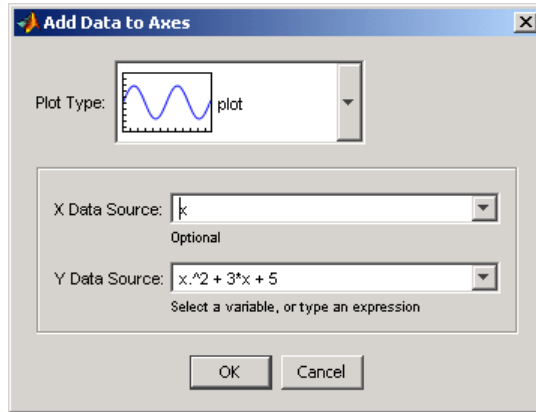 Add Data to Axes
Plot Type: plot
X Data Source: x
Optional
Y Data Source: x.^2 + 3*x + 5
Select a variable, or type an expression
OK Cancel